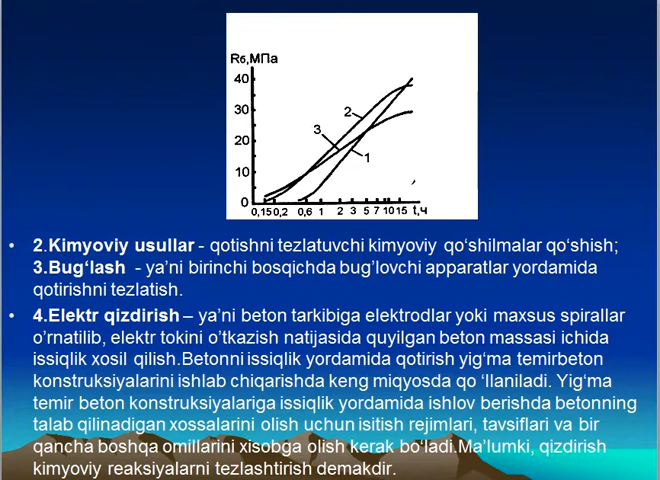 Rб,МПа
40
30
20
10
0
2
3
1
0,15 0,2 0,6 1 2 3 5 7 10 15 t,ч
• 2.Kimyoviy usullar - qotishni tezlatuvchi kimyoviy qo‘shilmalar qo‘shish;
3.Bug‘lash - ya’ni birinchi bosqichda bug’lovchi apparatlar yordamida
qotirishni tezlatish.
• 4.Elektr qizdirish – ya’ni beton tarkibiga elektrodlar yoki maxsus spirallar
o’rnatilib, elektr tokini o’tkazish natijasida quyilgan beton massasi ichida
issiqlik xosil qilish.Betonni issiqlik yordamida qotirish yig‘ma temirbeton
konstruksiyalarini ishlab chiqarishda keng miqyosda qo ‘llaniladi. Yig‘ma
temir beton konstruksiyalariga issiqlik yordamida ishlov berishda betonning
talab qilinadigan xossalarini olish uchun isitish rejimlari, tavsiflari va bir
qancha boshqa omillarini xisobga olish kerak bo‘ladi.Ma’lumki, qizdirish
kimyoviy reaksiyalarni tezlashtirish demakdir.